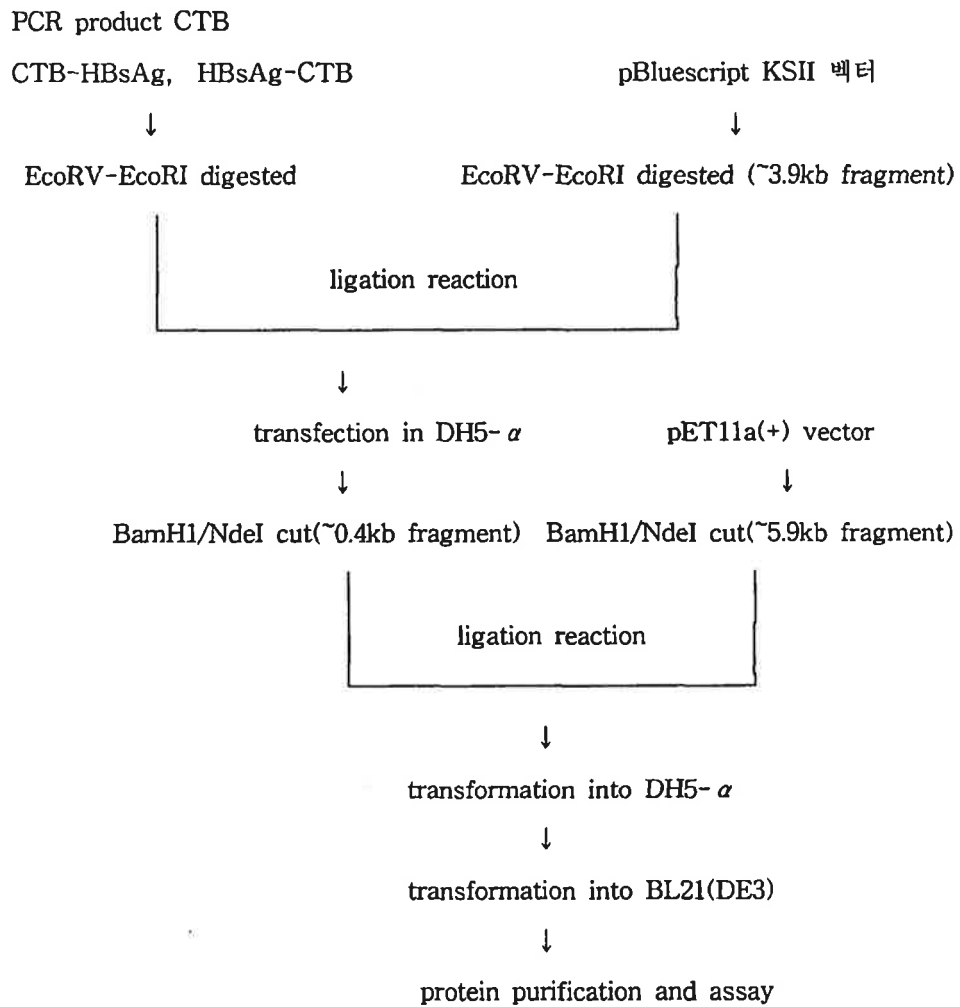 PCR product CTB
CTB-HBsAg, HBsAg-CTB pBluescript KSII 벡터
↓ ↓
EcoRV-EcoRI digested EcoRV-EcoRI digested (~3.9kb fragment)
ligation reaction
↓
transfection in DH5-α pET11a(+) vector
↓ ↓
BamH1/NdeI cut(~0.4kb fragment) BamH1/NdeI cut(~5.9kb fragment)
ligation reaction
↓
transformation into DH5-α
↓
transformation into BL21(DE3)
↓
protein purification and assay